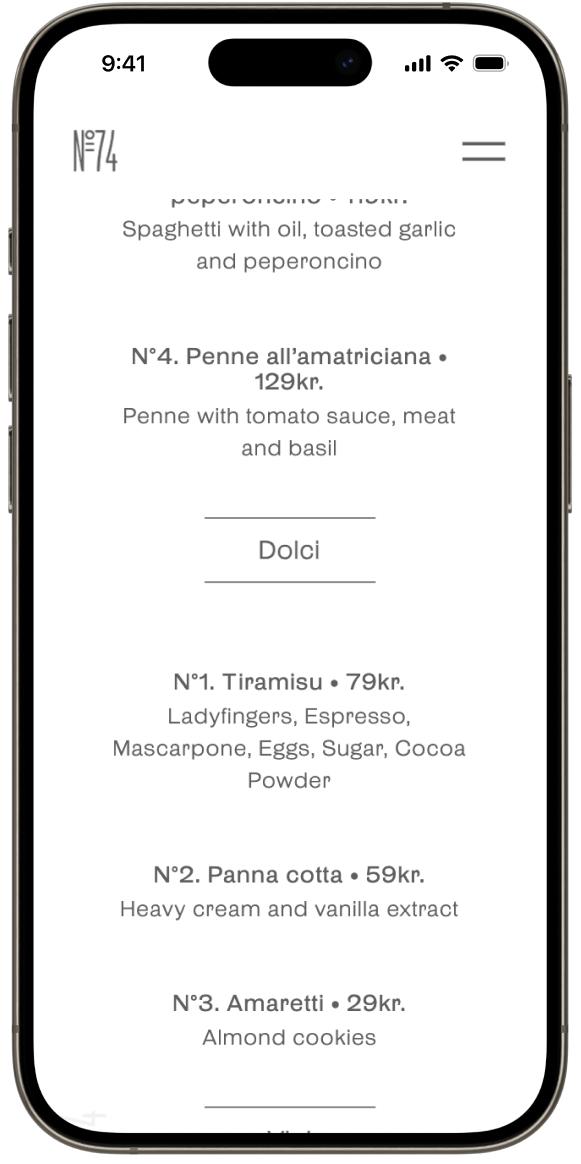 9:41
Nº74
Spaghetti with oil, toasted garlic
and peperoncino
N°4. Penne all’amatriciana •
129kr.
Penne with tomato sauce, meat
and basil
Dolci
N°1. Tiramisu • 79kr.
Ladyfingers, Espresso,
Mascarpone, Eggs, Sugar, Cocoa
Powder
N°2. Panna cotta • 59kr.
Heavy cream and vanilla extract
N°3. Amaretti • 29kr.
Almond cookies